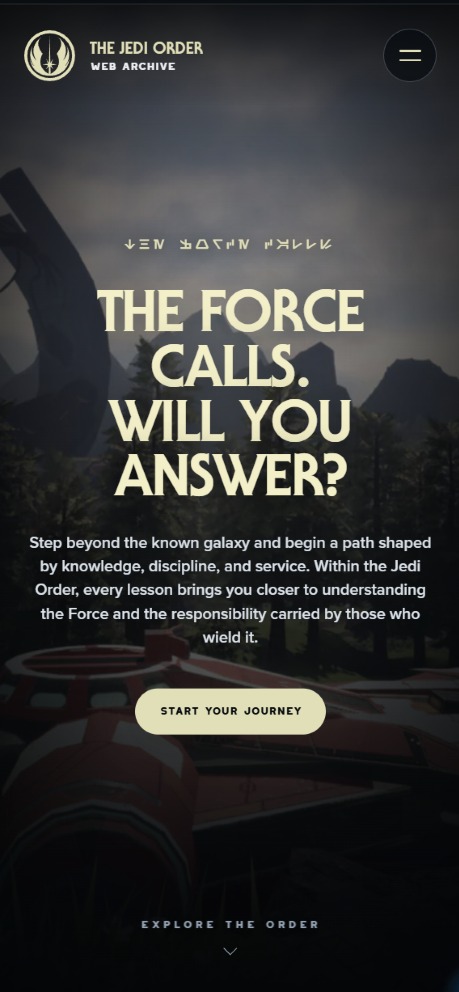 THE JEDI ORDER
WEB ARCHIVE
THE FORCE
CALLS.
WILL YOU
ANSWER?
Step beyond the known galaxy and begin a path shaped
by knowledge, discipline, and service. Within the Jedi
Order, every lesson brings you closer to understanding
the Force and the responsibility carried by those who
wield it.
START YOUR JOURNEY
EXPLORE THE ORDER